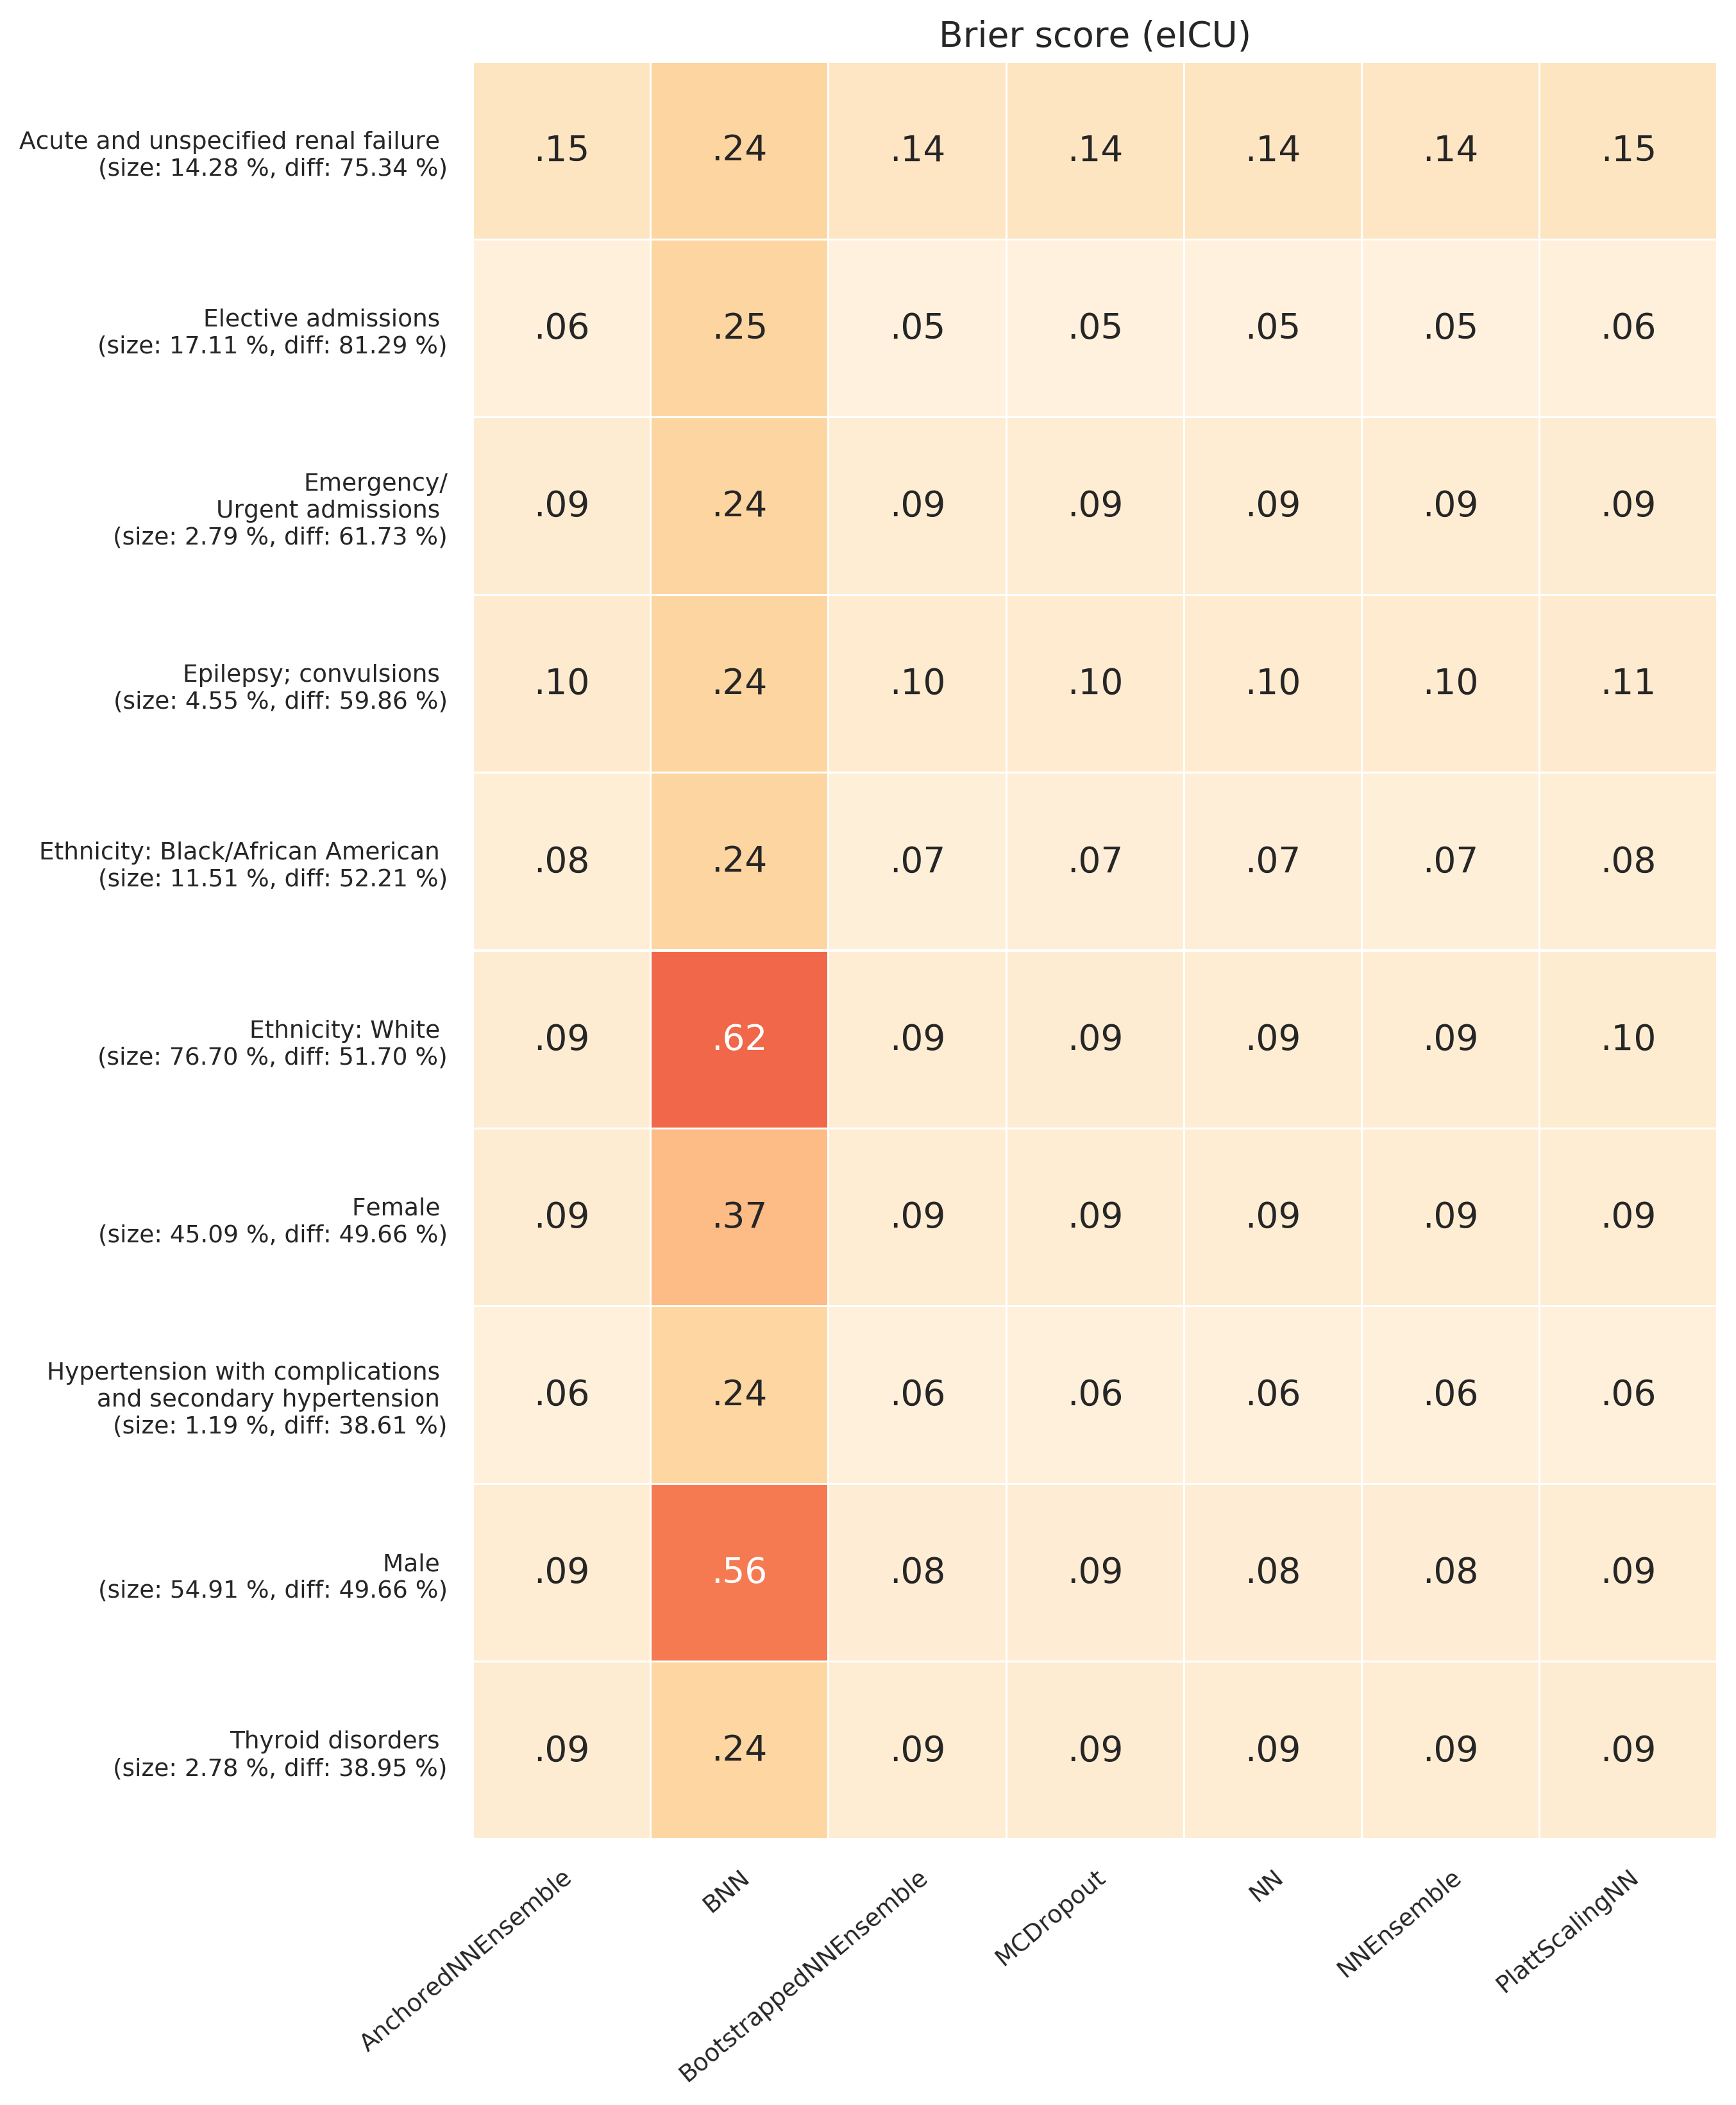 Brier score (eICU)
Acute and unspecified renal failure
(size: 14.28 %, diff: 75.34 %)
.15 .24 .14 .14 .14 .14 .15
Elective admissions
(size: 17.11 %, diff: 81.29 %)
.06 .25 .05 .05 .05 .05 .06
Emergency/
Urgent admissions
(size: 2.79 %, diff: 61.73 %)
.09 .24 .09 .09 .09 .09 .09
Epilepsy; convulsions
(size: 4.55 %, diff: 59.86 %)
.10 .24 .10 .10 .10 .10 .11
Ethnicity: Black/African American
(size: 11.51 %, diff: 52.21 %)
.08 .24 .07 .07 .07 .07 .08
Ethnicity: White
(size: 76.70 %, diff: 51.70 %)
.09 .62 .09 .09 .09 .09 .10
Female
(size: 45.09 %, diff: 49.66 %)
.09 .37 .09 .09 .09 .09 .09
Hypertension with complications
and secondary hypertension
(size: 1.19 %, diff: 38.61 %)
.06 .24 .06 .06 .06 .06 .06
Male
(size: 54.91 %, diff: 49.66 %)
.09 .56 .08 .09 .08 .08 .09
Thyroid disorders
(size: 2.78 %, diff: 38.95 %)
.09 .24 .09 .09 .09 .09 .09
AnchoredNNEnsemble
BNN
BootstrappedNNEnsemble
MCDropout
NN
NNEnsemble
PlattScalingNN